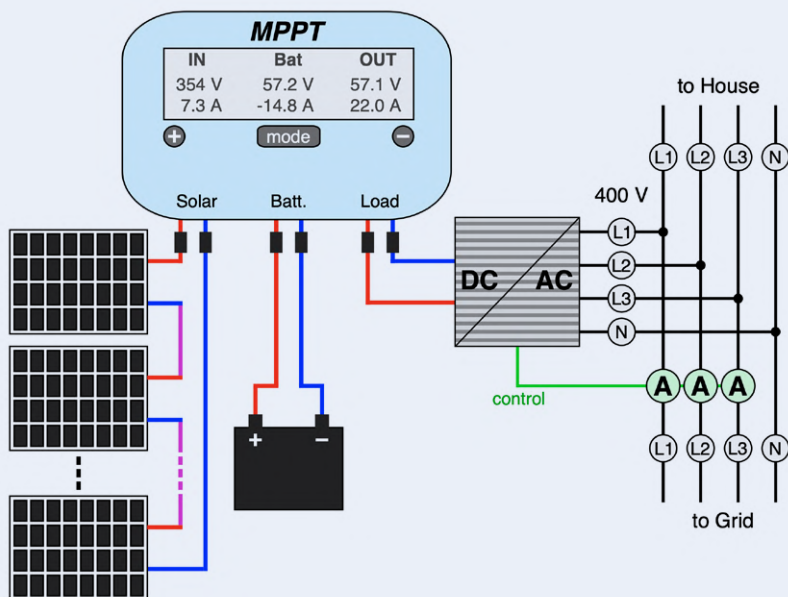 MPPT
IN Bat OUT
354 V 57.2 V 57.1 V
7.3 A -14.8 A 22.0 A
+ mode −
Solar Batt. Load
to House
L1 L2 L3 N
400 V
L1
L2
L3
N
DC AC
control
A A A
+ −
L1 L2 L3 N
to Grid